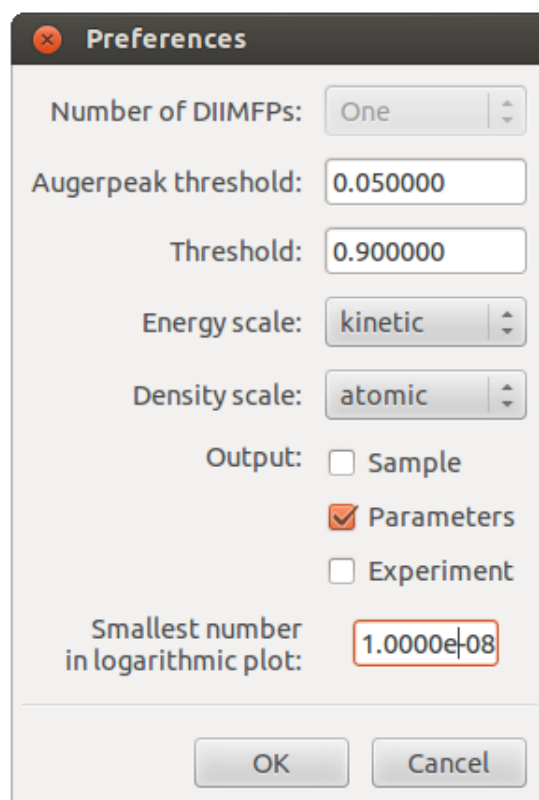 Preferences
Number of DIIMFPs: One
Augerpeak threshold: 0.050000
Threshold: 0.900000
Energy scale: kinetic
Density scale: atomic
Output: Sample
Parameters
Experiment
Smallest number
in logarithmic plot: 1.0000e-08
OK Cancel